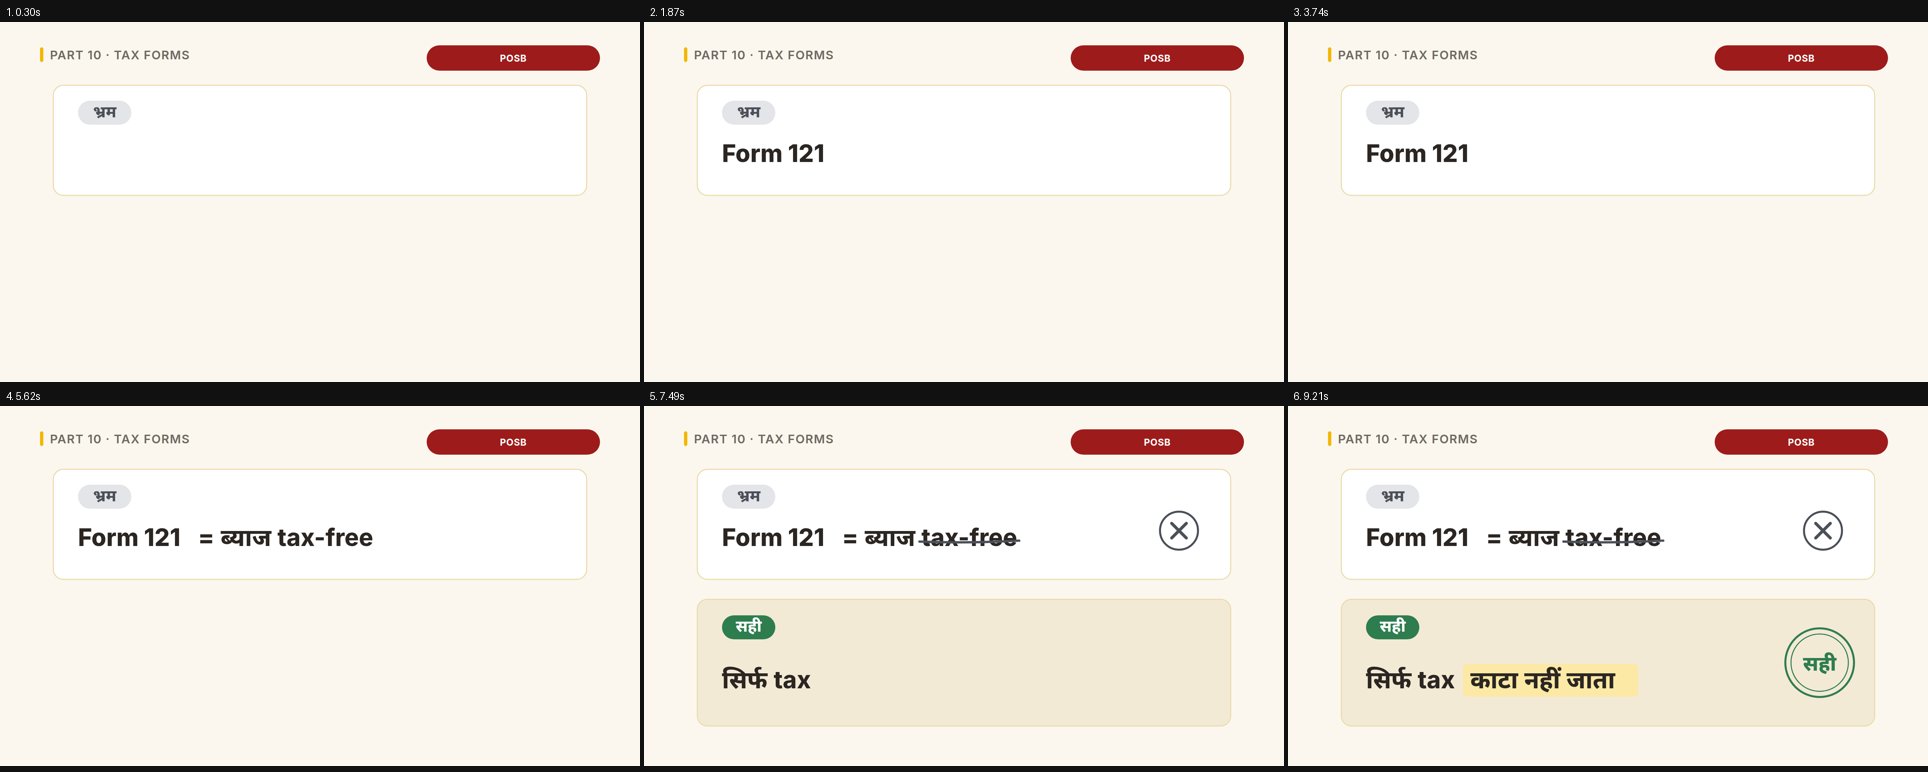 1. 0.30s
PART 10 · TAX FORMS
POSB
भ्रम
2. 1.87s
PART 10 · TAX FORMS
POSB
भ्रम
Form 121
3. 3.74s
PART 10 · TAX FORMS
POSB
भ्रम
Form 121
4. 5.62s
PART 10 · TAX FORMS
POSB
भ्रम
Form 121 = ब्याज tax-free
5. 7.49s
PART 10 · TAX FORMS
POSB
भ्रम
Form 121 = ब्याज tax-free
सही
सिर्फ tax
6. 9.21s
PART 10 · TAX FORMS
POSB
भ्रम
Form 121 = ब्याज tax-free
सही
सिर्फ tax काटा नहीं जाता
सही